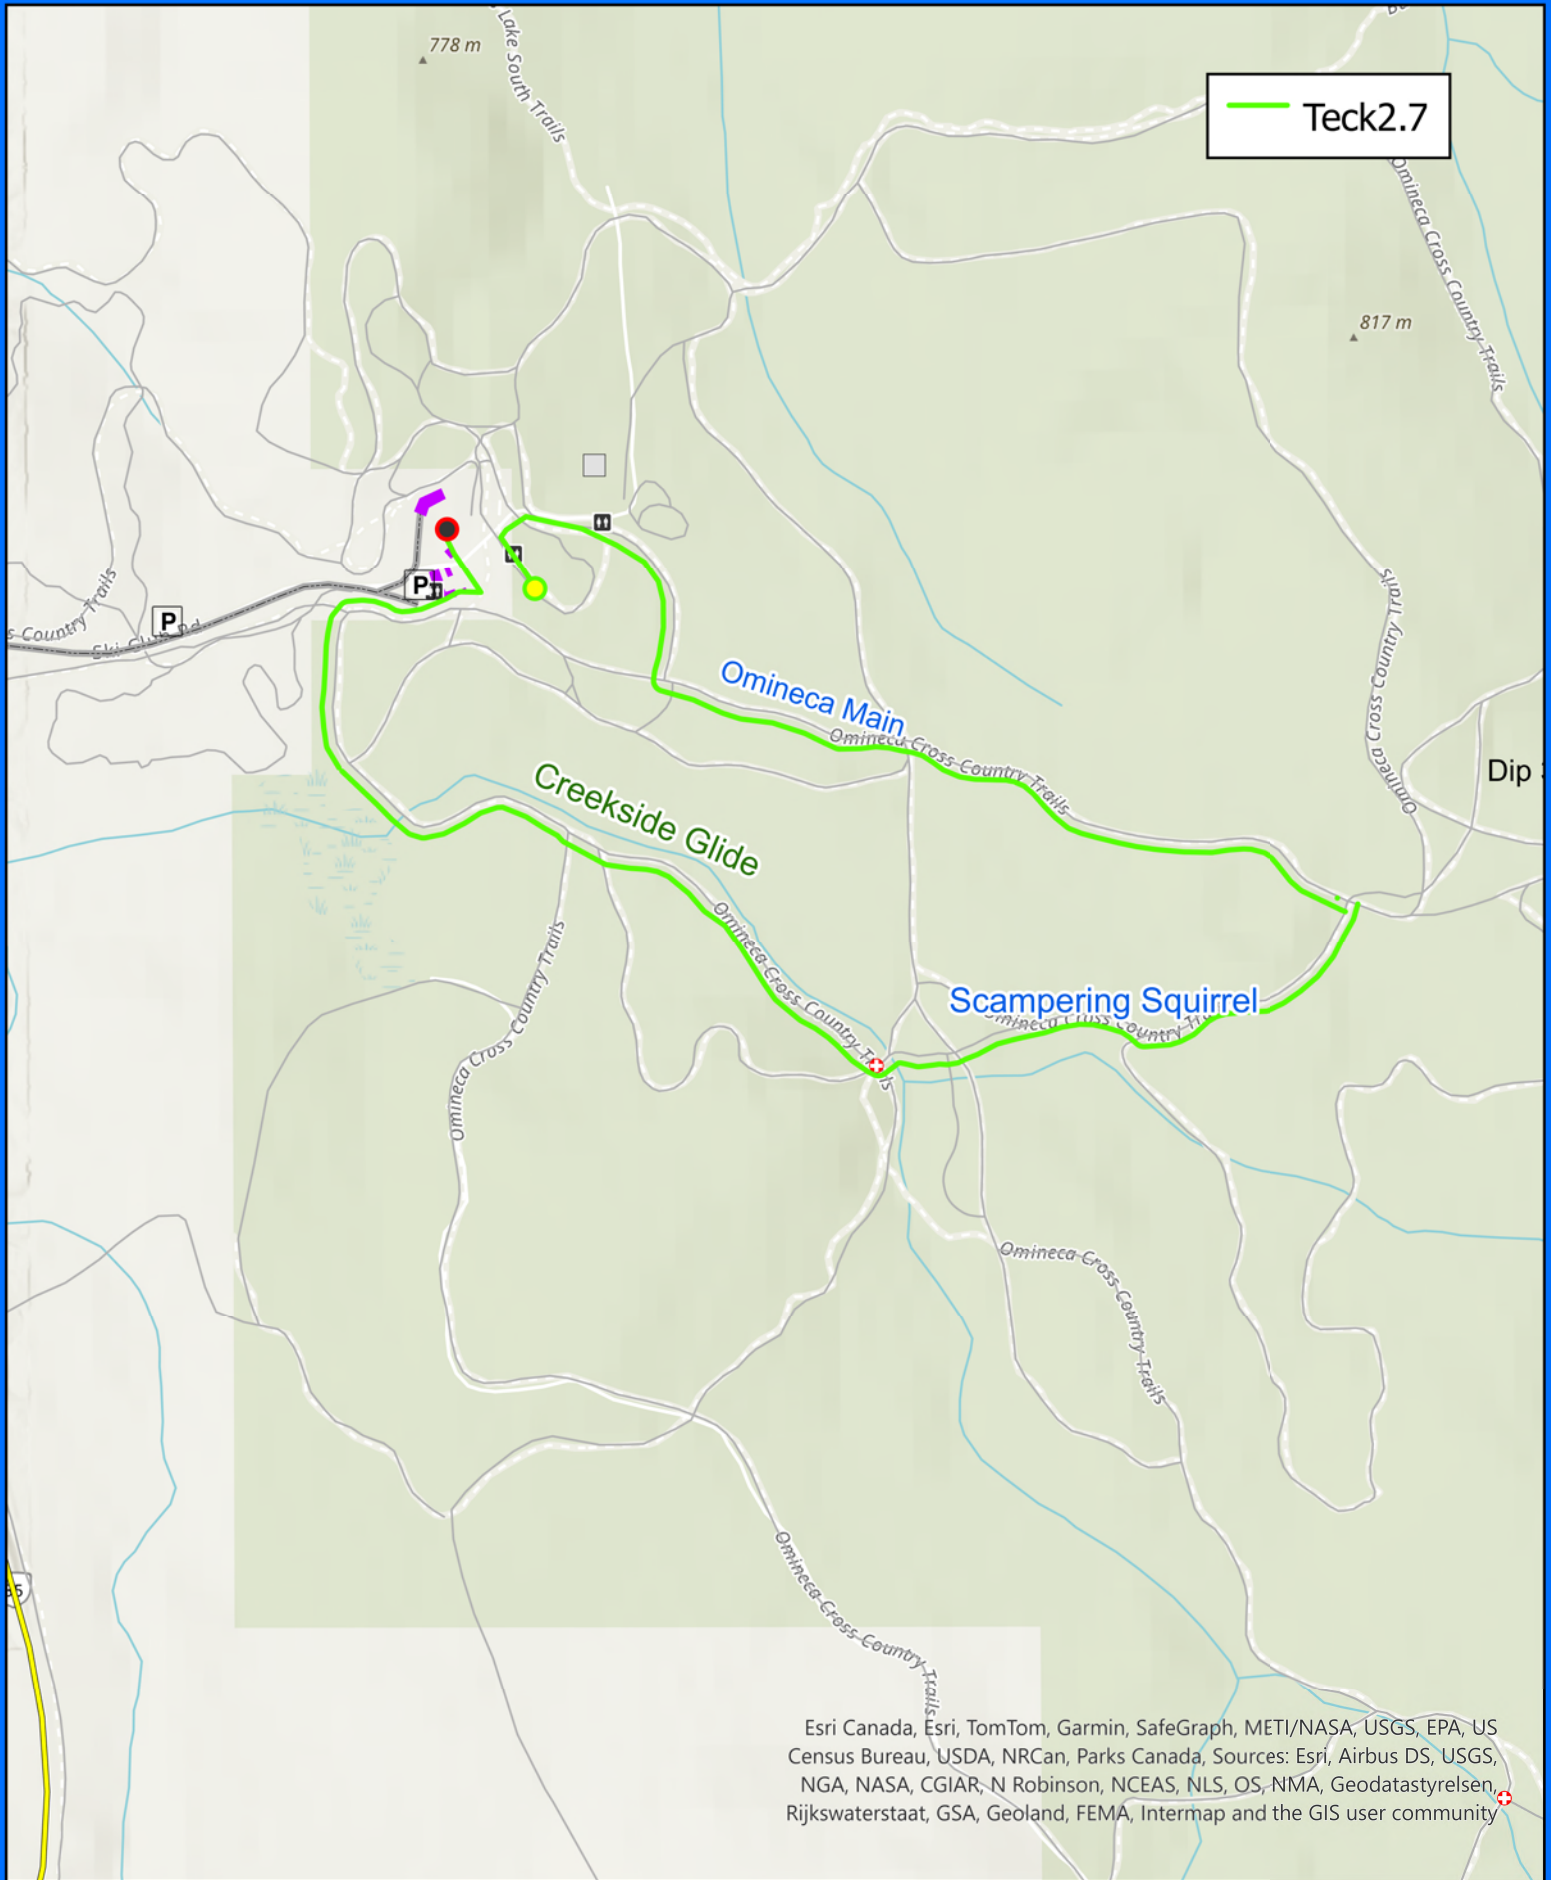 778 m
Lake South Trails
Teck2.7
Omineca Cross Country Trails
817 m
P
P
s Country Trails
Ski Club Rd
Omineca Cross Country Trails
Omineca Main
Omineca Cross Country Trails
Dip
Creekside Glide
Omineca Cross Country Trails
Omineca Cross Country Trails
Scampering Squirrel
Omineca Cross Country Trails
Omineca Cross Country Trails
Omineca Cross Country Trails
Esri Canada, Esri, TomTom, Garmin, SafeGraph, METI/NASA, USGS, EPA, US
Census Bureau, USDA, NRCan, Parks Canada, Sources: Esri, Airbus DS, USGS,
NGA, NASA, CGIAR, N Robinson, NCEAS, NLS, OS, NMA, Geodatastyrelsen,
Rijkswaterstaat, GSA, Geoland, FEMA, Intermap and the GIS user community